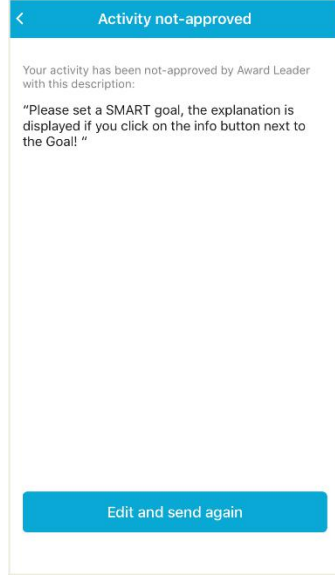 Activity not-approved
Your activity has been not-approved by Award Leader
with this description:
“Please set a SMART goal, the explanation is
displayed if you click on the info button next to
the Goal! “
Edit and send again